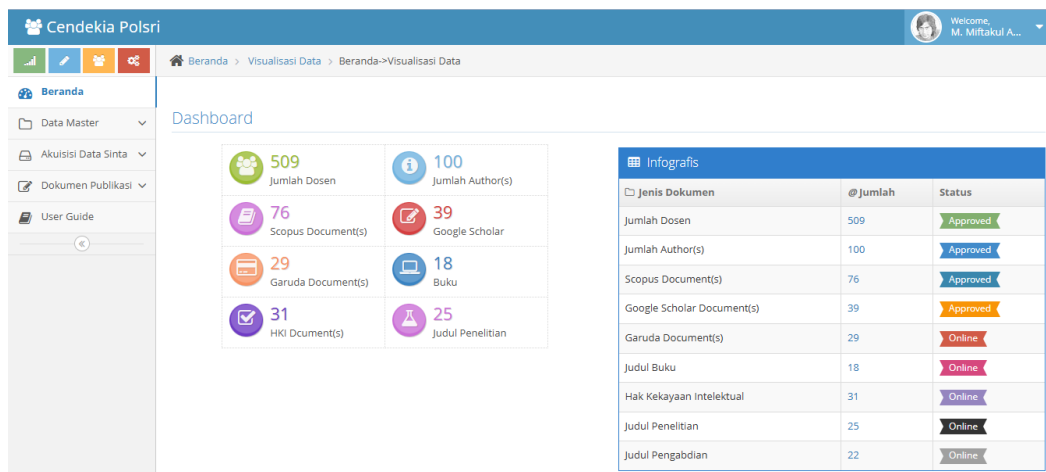 Cendekia Polsri
Welcome,
M. Miftakul A...
Beranda > Visualisasi Data > Beranda->Visualisasi Data
Beranda
Data Master
Akuisisi Data Sinta
Dokumen Publikasi
User Guide
Dashboard
509
Jumlah Dosen
100
Jumlah Author(s)
76
Scopus Document(s)
39
Google Scholar
29
Garuda Document(s)
18
Buku
31
HKI Dcument(s)
25
Judul Penelitian
Infografis
Jenis Dokumen @Jumlah Status
Jumlah Dosen 509 Approved
Jumlah Author(s) 100 Approved
Scopus Document(s) 76 Approved
Google Scholar Document(s) 39 Approved
Garuda Document(s) 29 Online
Judul Buku 18 Online
Hak Kekayaan Intelektual 31 Online
Judul Penelitian 25 Online
Judul Pengabdian 22 Online